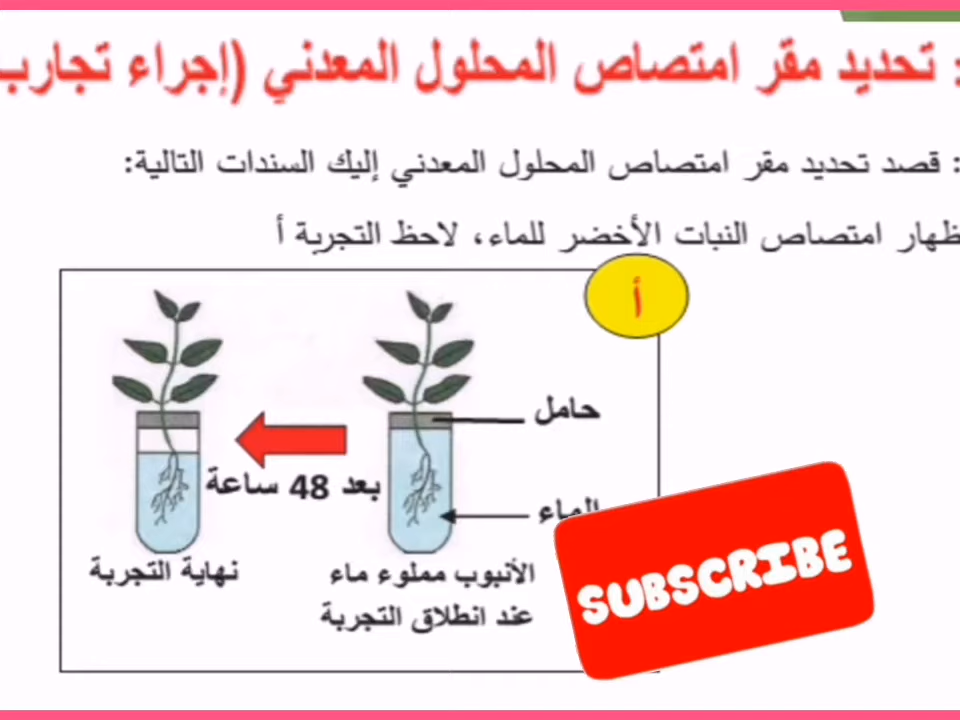 : تحديد مقر امتصاص المحلول المعدني (إجراء تجارب
: قصد تحديد مقر امتصاص المحلول المعدني إليك السندات التالية:
امتصاص النبات الأخضر للماء، لاحظ التجربة أ
أ
حامل
بعد 48 ساعة
الماء
الأنبوب مملوء ماء
عند انطلاق التجربة
نهاية التجربة
SUBSCRIBE